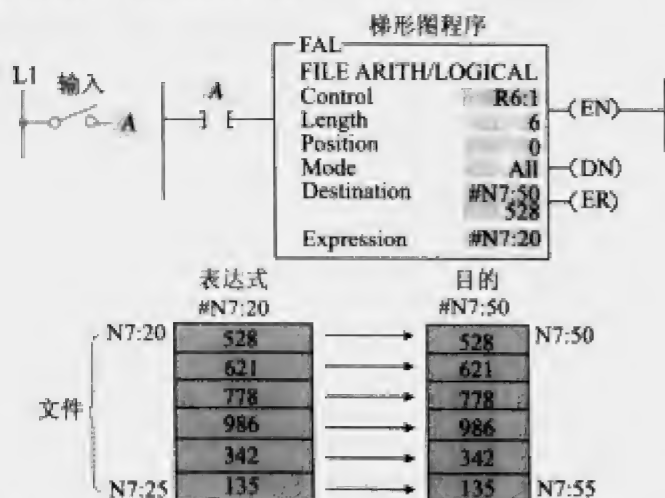 梯形图程序
FAL
L1 输入
A
A
FILE ARITH/LOGICAL
Control R6:1
Length 6
Position 0
Mode All
Destination #N7:50
528
Expression #N7:20
(EN)
(DN)
(ER)
表达式 目的
#N7:20 #N7:50
N7:20 528 528 N7:50
621 621
778 778
文件 986 986
342 342
N7:25 135 135 N7:55